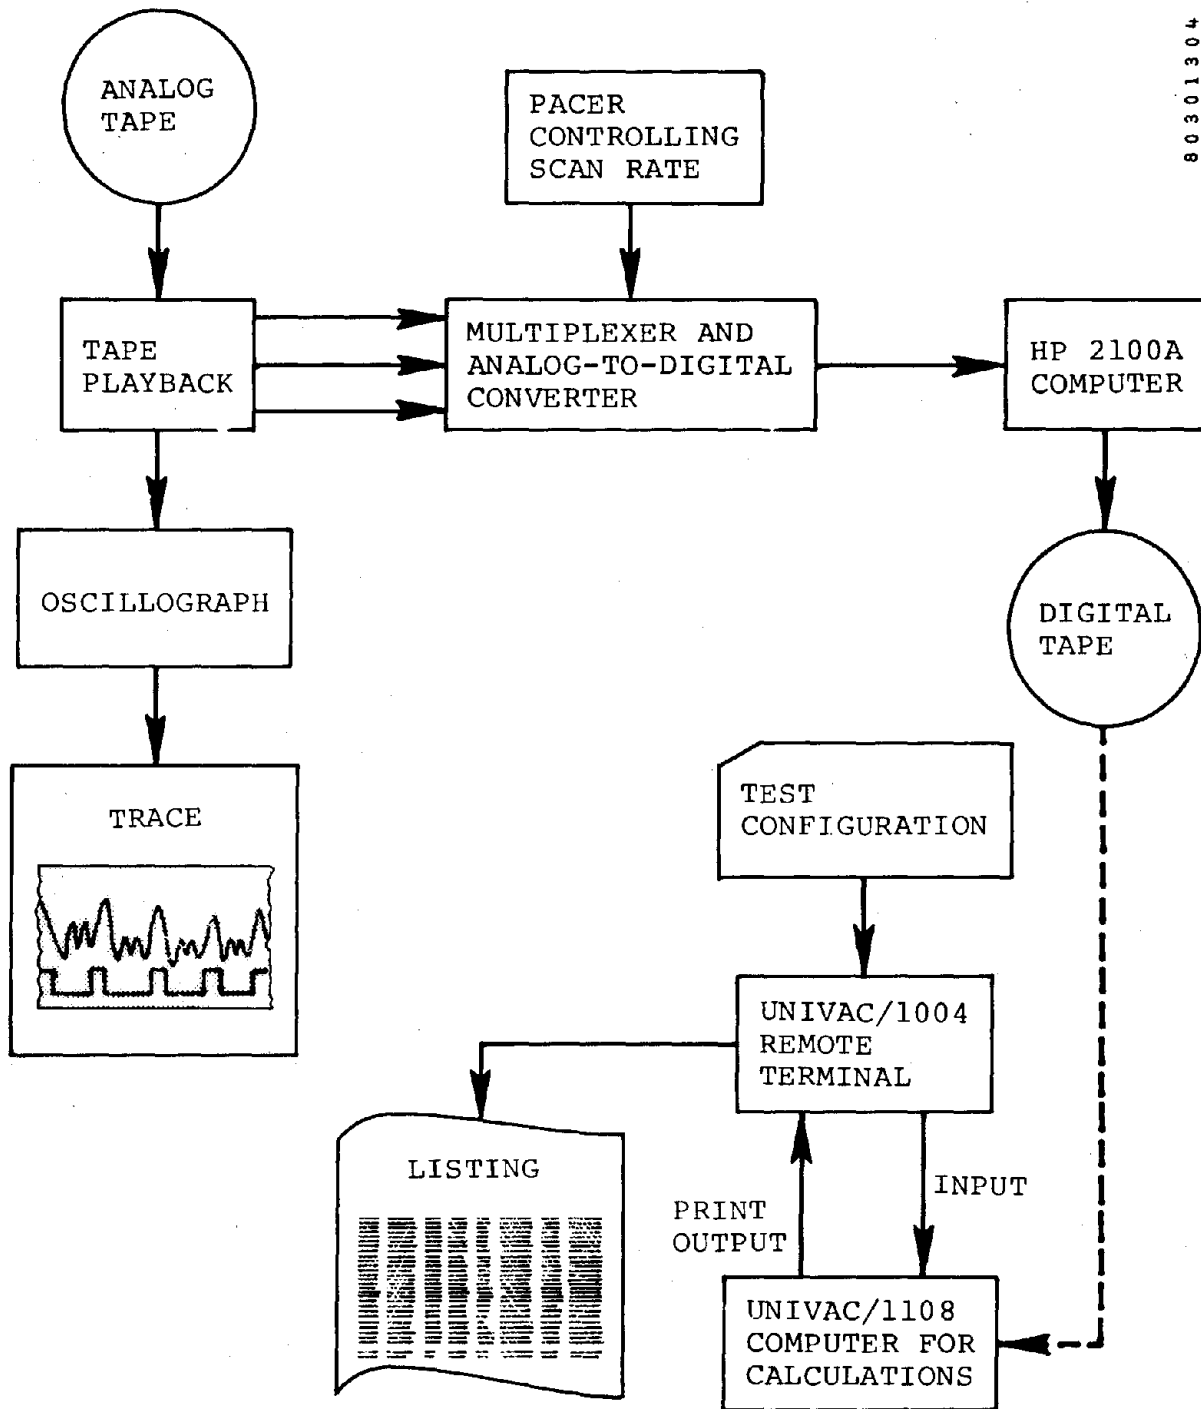 80301304
ANALOG
TAPE
PACER
CONTROLLING
SCAN RATE
TAPE
PLAYBACK
MULTIPLEXER AND
ANALOG-TO-DIGITAL
CONVERTER
HP 2100A
COMPUTER
OSCILLOGRAPH
DIGITAL
TAPE
TRACE
TEST
CONFIGURATION
UNIVAC/1004
REMOTE
TERMINAL
LISTING
PRINT
OUTPUT
INPUT
UNIVAC/1108
COMPUTER FOR
CALCULATIONS